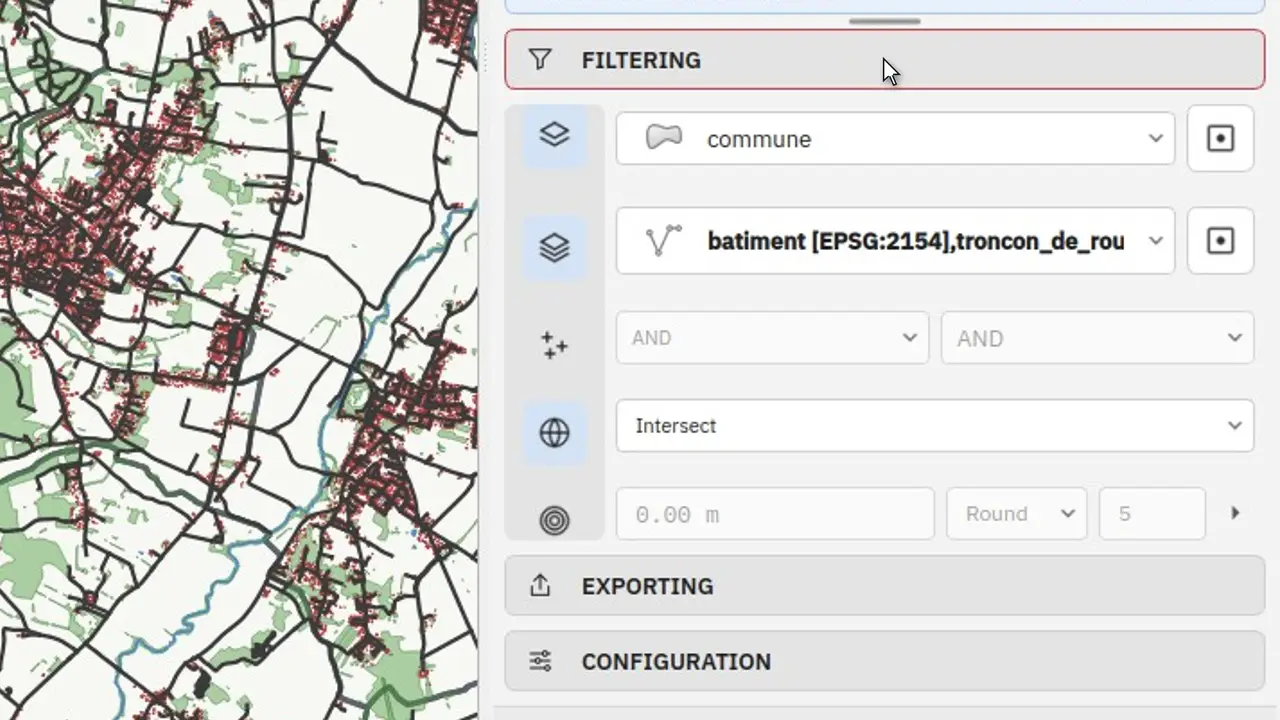 FILTERING
commune
batiment [EPSG:2154],troncon_de_rou
AND
AND
Intersect
0.00 m
Round
5
EXPORTING
CONFIGURATION